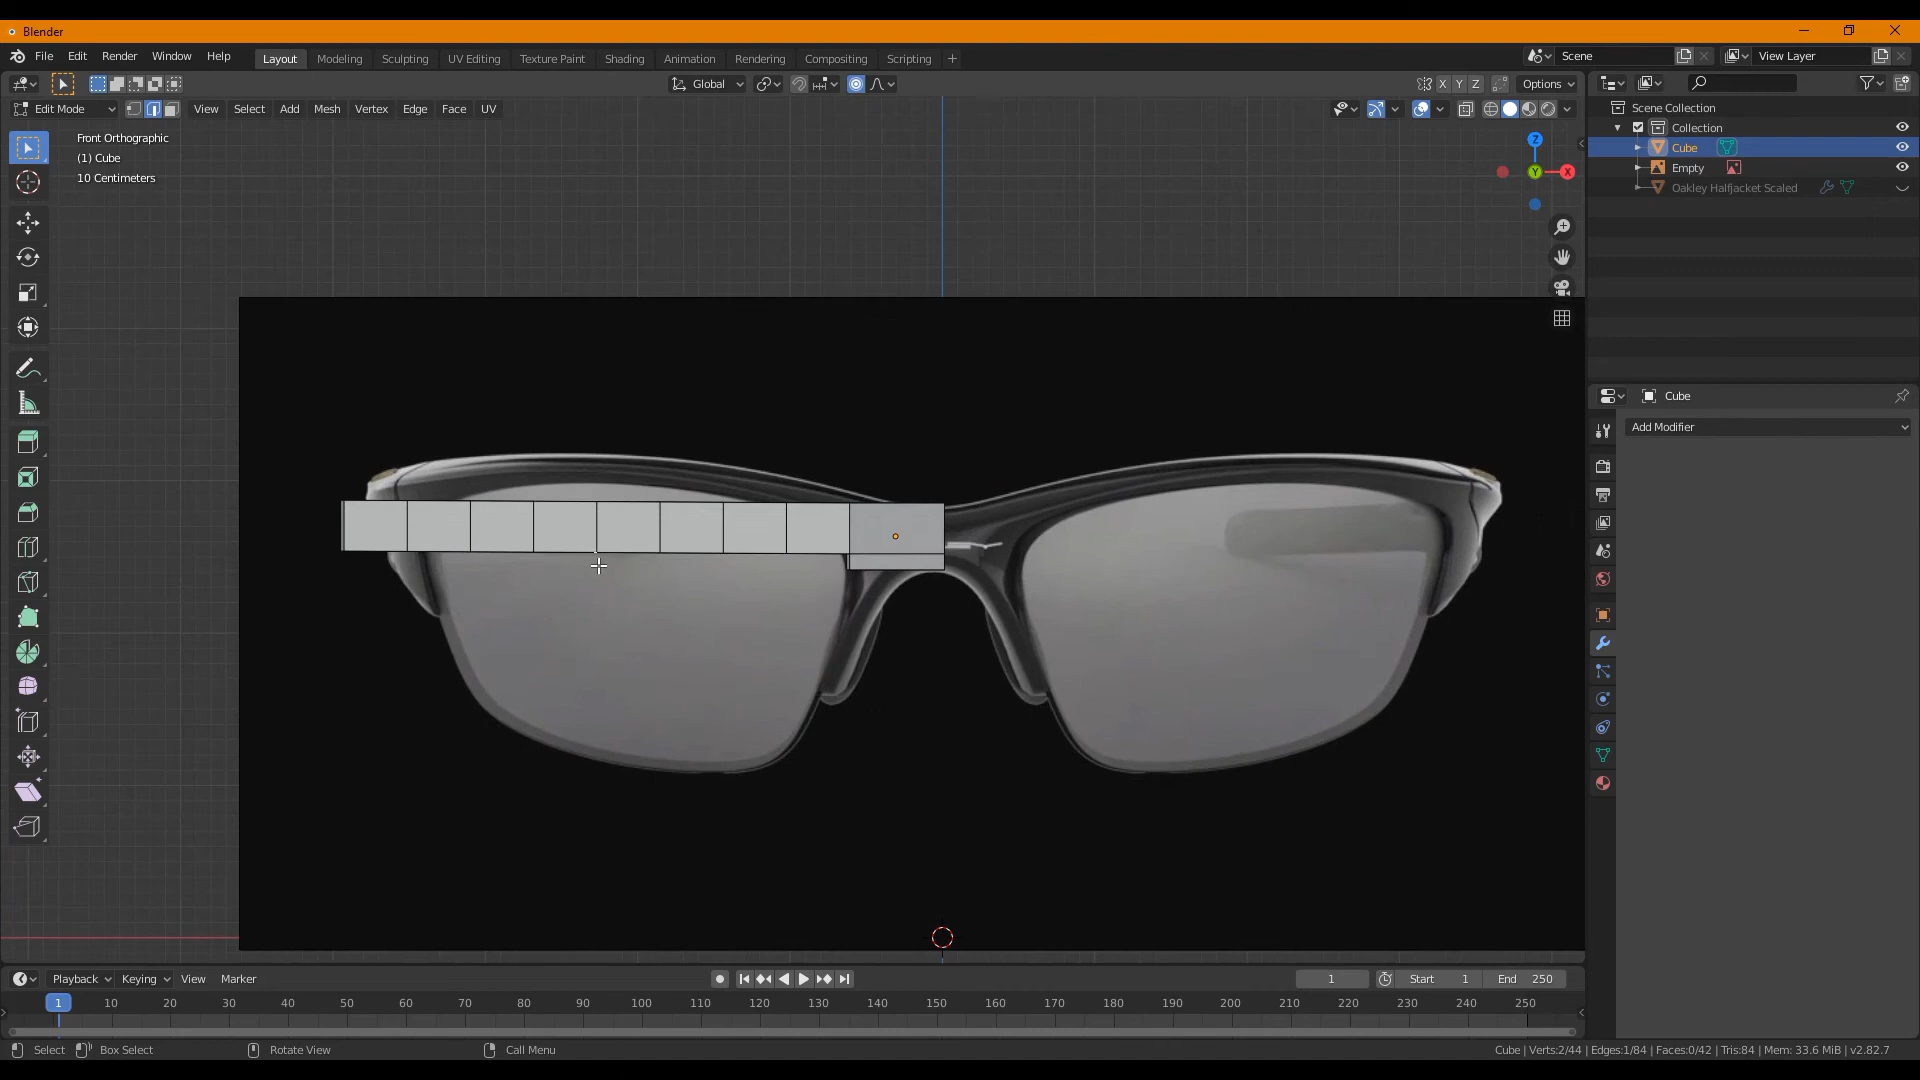 Blender
File Edit Render Window Help
Layout Modeling Sculpting UV Editing Texture Paint Shading Animation Rendering Compositing Scripting +
Scene
View Layer
Global
X Y Z
Options
Edit Mode
View Select Add Mesh Vertex Edge Face UV
Scene Collection
Collection
Cube
Empty
Oakley Halfjacket Scaled
Front Orthographic
(1) Cube
10 Centimeters
Z
Y
X
Cube
Add Modifier
Playback Keying View Marker
1
Start 1
End 250
1 10 20 30 40 50 60 70 80 90 100 110 120 130 140 150 160 170 180 190 200 210 220 230 240 250
Select Box Select Rotate View Call Menu
Cube | Verts:2/44 | Edges:1/84 | Faces:0/42 | Tris:84 | Mem: 33.6 MiB | v2.82.7